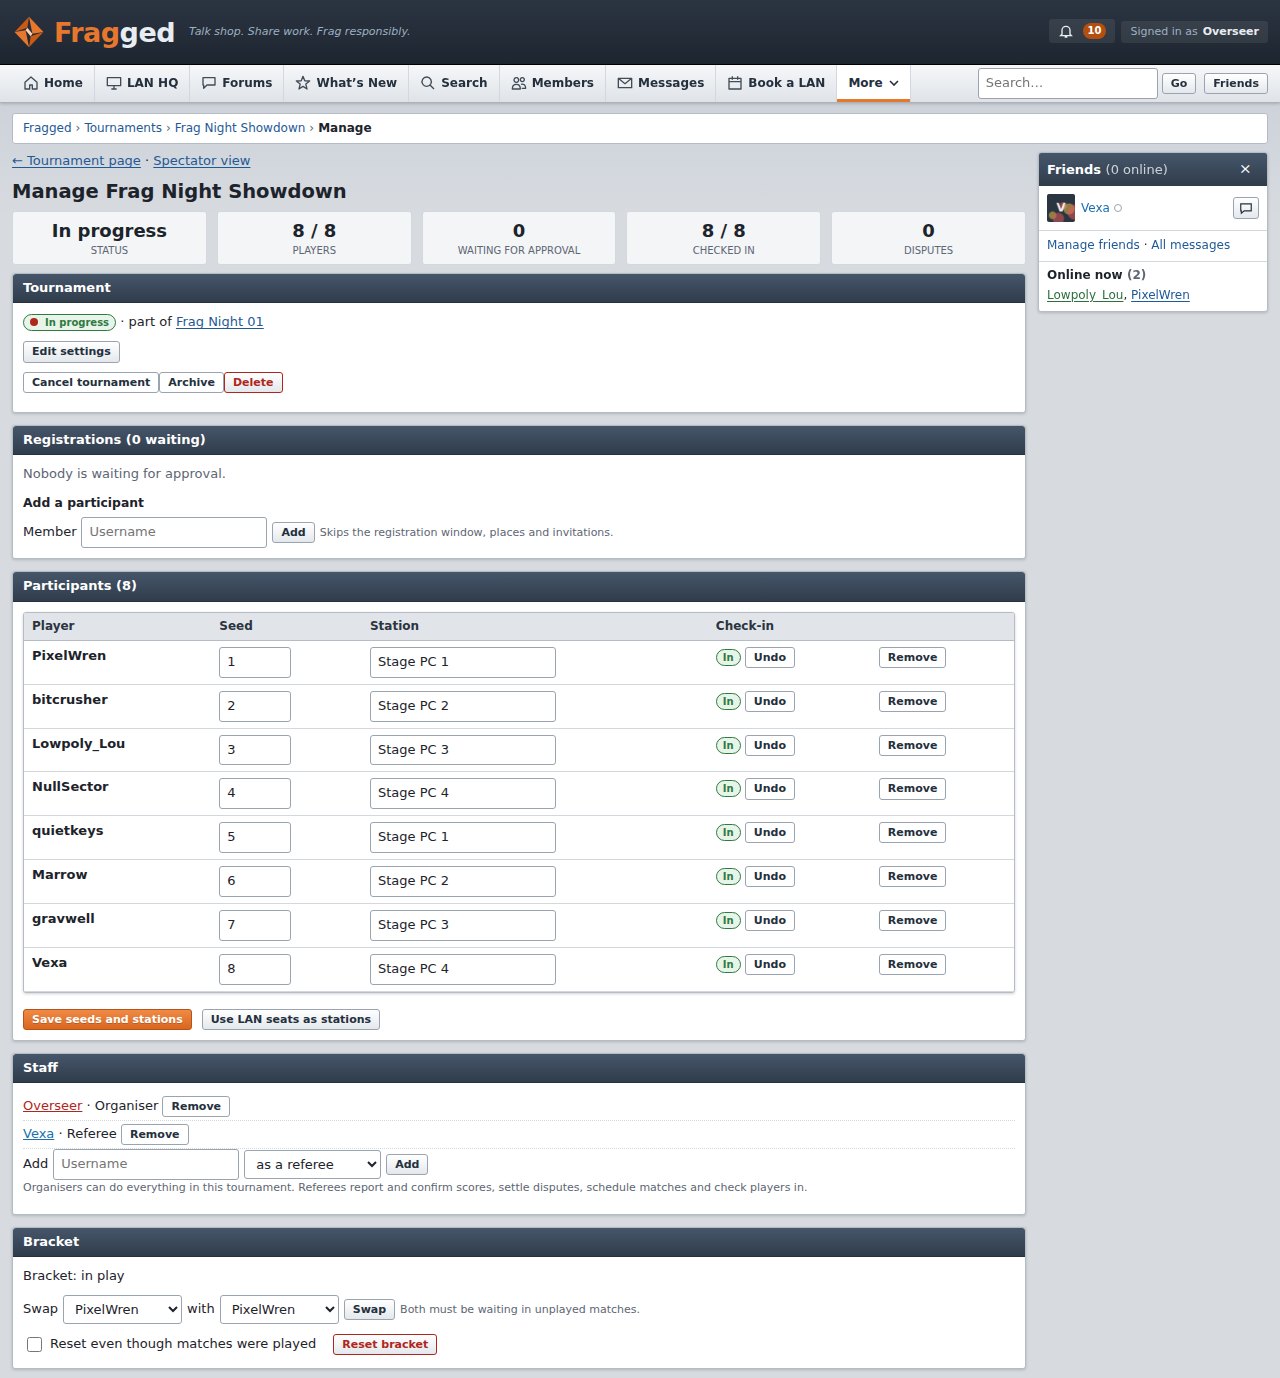 Fragged Talk shop. Share work. Frag responsibly. 10 Signed in as Overseer
Home LAN HQ Forums What's New Search Members Messages Book a LAN More Search... Go Friends
Fragged › Tournaments › Frag Night Showdown › Manage
← Tournament page · Spectator view
Manage Frag Night Showdown
In progress
STATUS
8 / 8
PLAYERS
0
WAITING FOR APPROVAL
8 / 8
CHECKED IN
0
DISPUTES
Tournament
In progress · part of Frag Night 01
Edit settings
Cancel tournament Archive Delete
Registrations (0 waiting)
Nobody is waiting for approval.
Add a participant
Member Username Add Skips the registration window, places and invitations.
Participants (8)
Player Seed Station Check-in
PixelWren 1 Stage PC 1 In Undo Remove
bitcrusher 2 Stage PC 2 In Undo Remove
Lowpoly_Lou 3 Stage PC 3 In Undo Remove
NullSector 4 Stage PC 4 In Undo Remove
quietkeys 5 Stage PC 1 In Undo Remove
Marrow 6 Stage PC 2 In Undo Remove
gravwell 7 Stage PC 3 In Undo Remove
Vexa 8 Stage PC 4 In Undo Remove
Save seeds and stations Use LAN seats as stations
Staff
Overseer · Organiser Remove
Vexa · Referee Remove
Add Username as a referee Add
Organisers can do everything in this tournament. Referees report and confirm scores, settle disputes, schedule matches and check players in.
Bracket
Bracket: in play
Swap PixelWren with PixelWren Swap Both must be waiting in unplayed matches.
Reset even though matches were played Reset bracket
Friends (0 online) ×
V Vexa
Manage friends · All messages
Online now (2)
Lowpoly_Lou, PixelWren